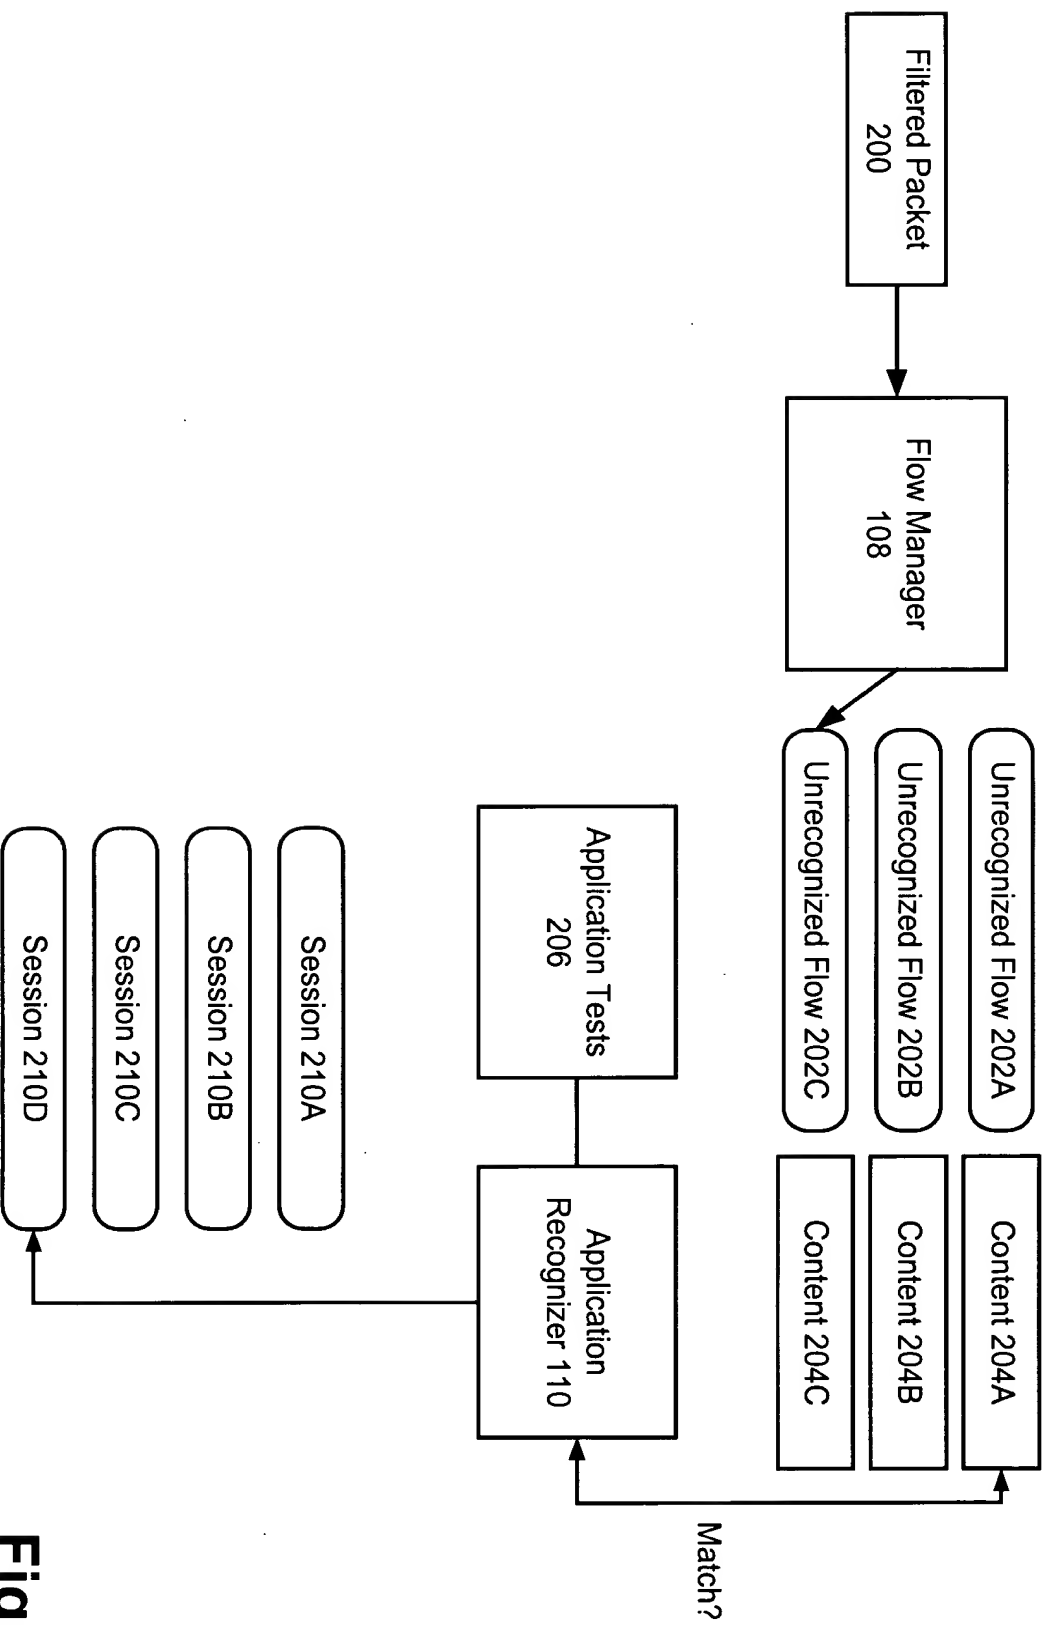 Filtered Packet
200
Flow Manager
108
Unrecognized Flow 202A
Unrecognized Flow 202B
Unrecognized Flow 202C
Content 204A
Content 204B
Content 204C
Match?
Application Tests
206
Application
Recognizer 110
Session 210A
Session 210B
Session 210C
Session 210D
Fig